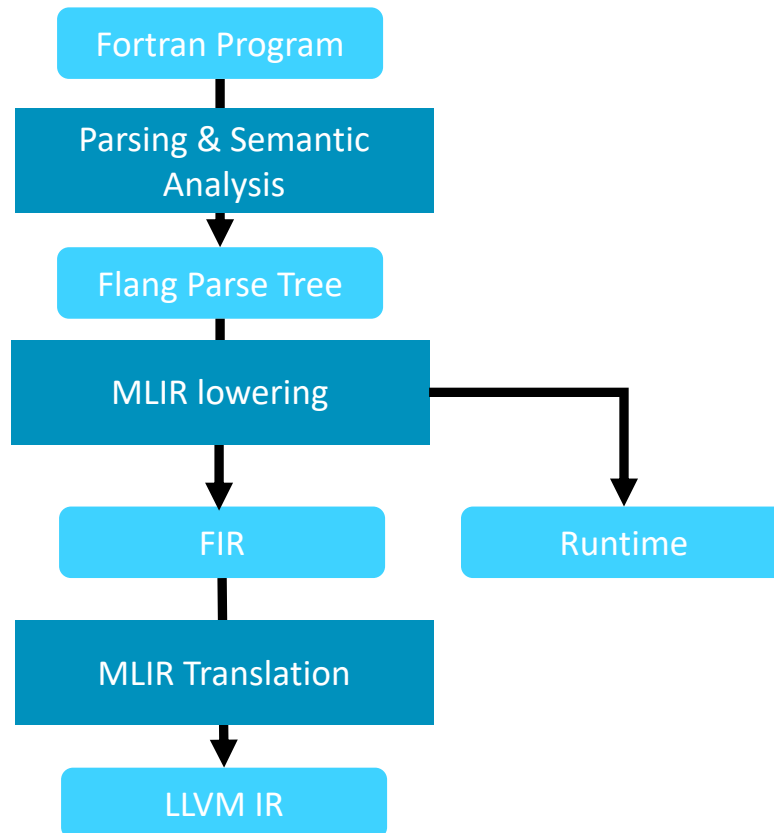 Fortran Program
Parsing & Semantic
Analysis
Flang Parse Tree
MLIR lowering
FIR
Runtime
MLIR Translation
LLVM IR